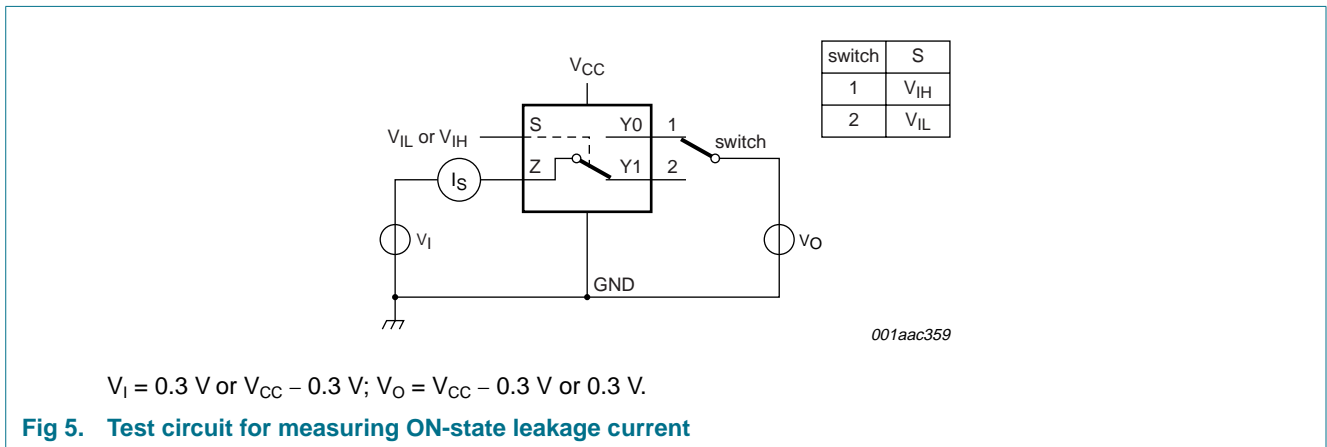 switch S
1 VIH
2 VIL
VCC
VIL or VIH
S
Y0
1
switch
Z
Y1
2
IS
VI
VO
GND
001aac359
VI = 0.3 V or VCC − 0.3 V; VO = VCC − 0.3 V or 0.3 V.
Fig 5. Test circuit for measuring ON-state leakage current